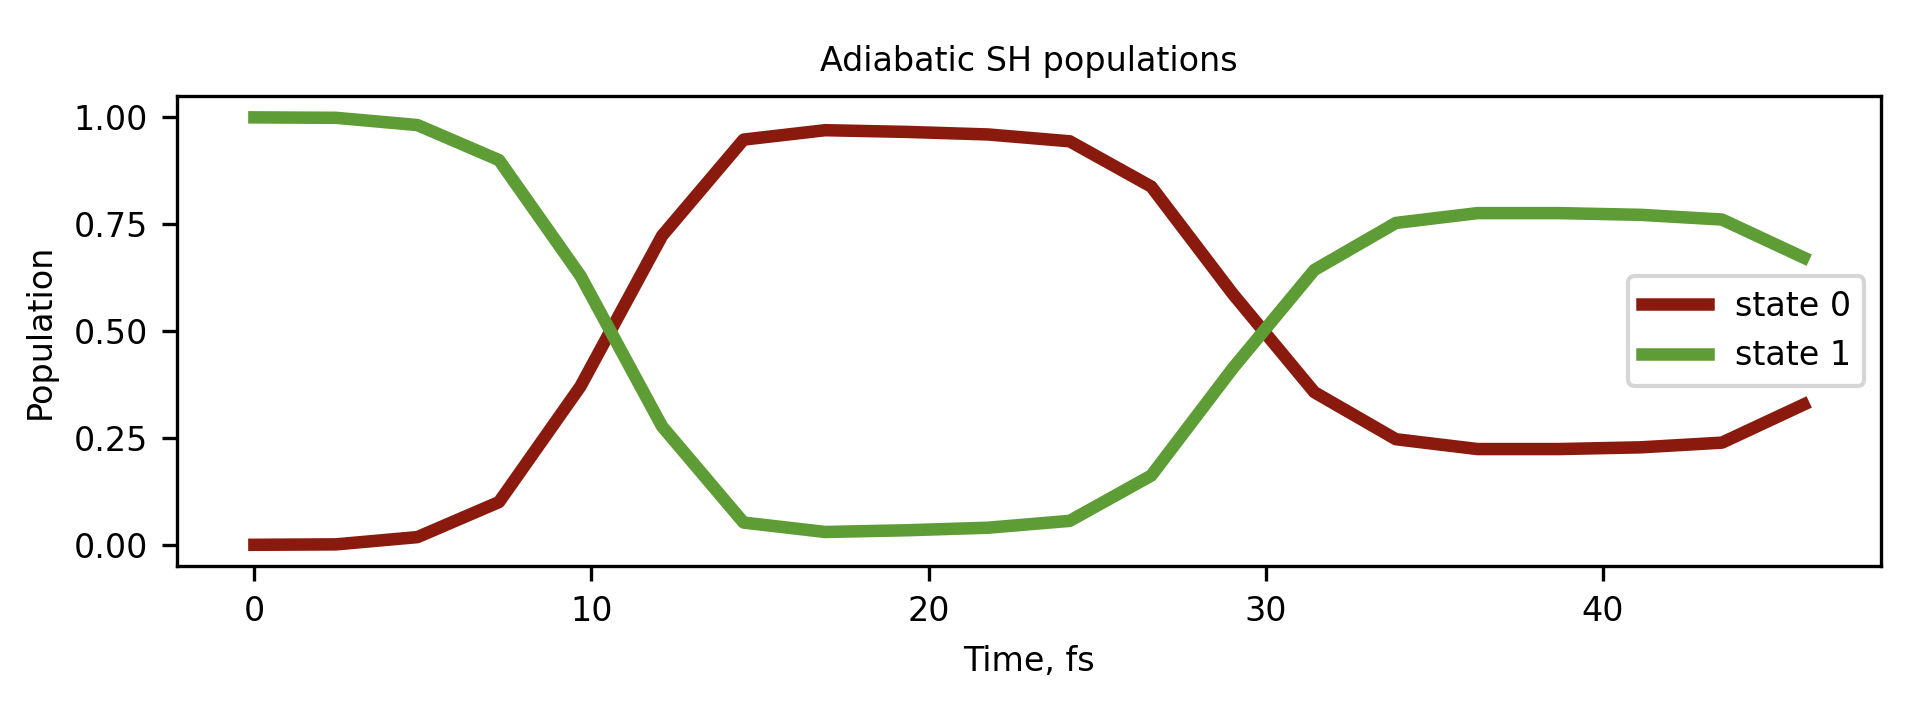 Adiabatic SH populations
1.00
0.75
0.50
0.25
0.00
Population
state 0
state 1
0 10 20 30 40
Time, fs